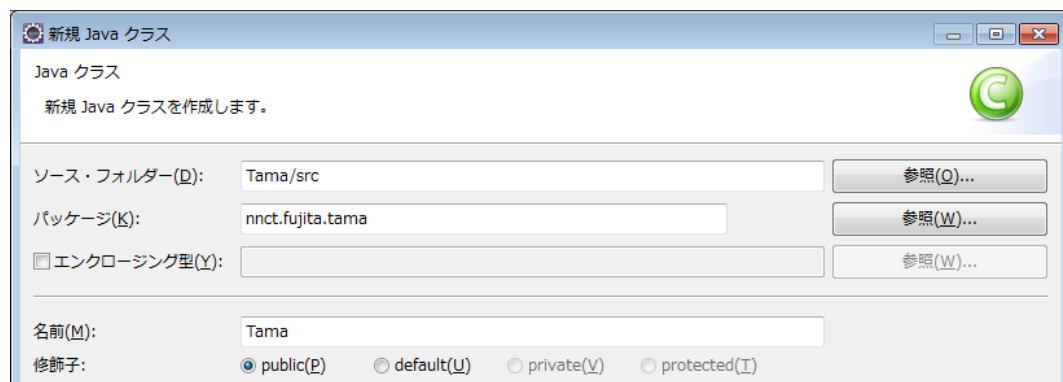 新規 Java クラス
Java クラス
新規 Java クラスを作成します。
ソース・フォルダー(D): Tama/src 参照(O)...
パッケージ(K): nnct.fujita.tama 参照(W)...
エンクロージング型(Y): 参照(W)...
名前(M): Tama
修飾子: public(P) default(U) private(V) protected(T)